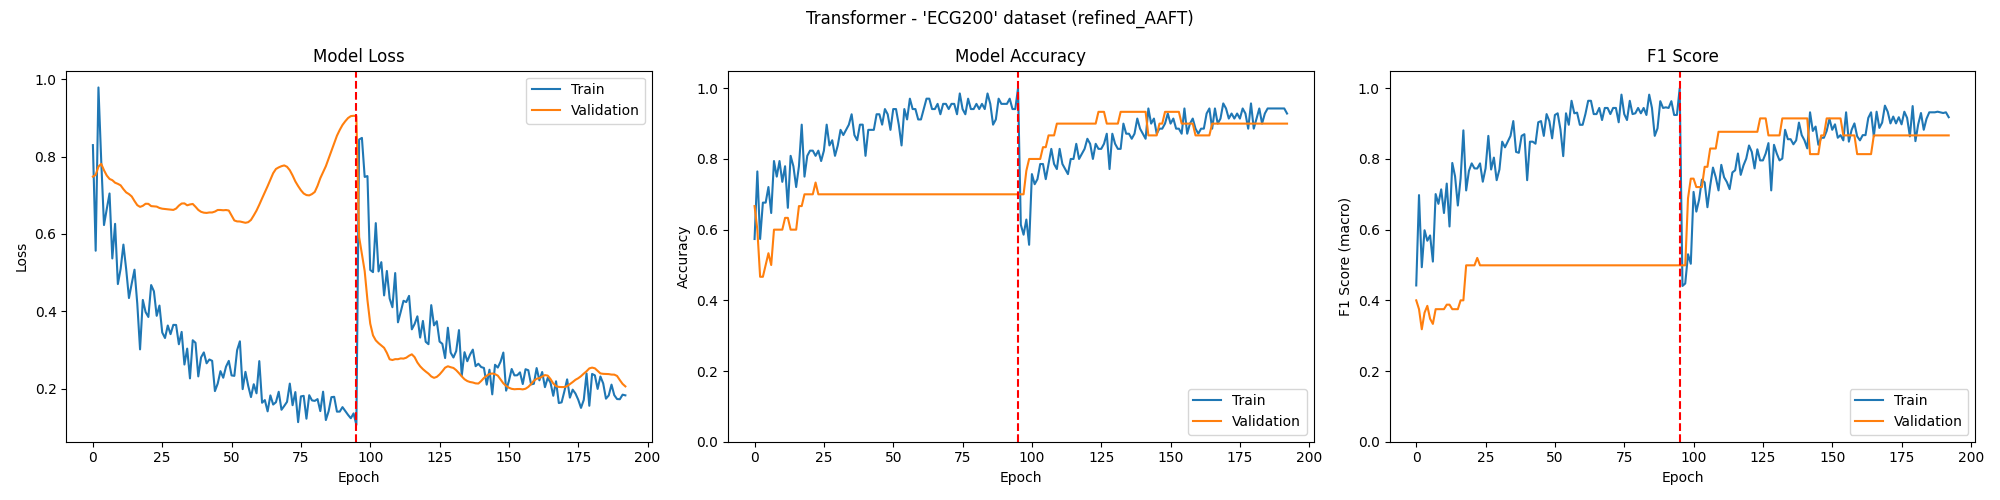 Transformer - 'ECG200' dataset (refined_AAFT)
Model Loss
Loss
1.0
0.8
0.6
0.4
0.2
0 25 50 75 100 125 150 175 200
Epoch
Train
Validation
Model Accuracy
Accuracy
1.0
0.8
0.6
0.4
0.2
0.0
0 25 50 75 100 125 150 175 200
Epoch
Train
Validation
F1 Score
F1 Score (macro)
1.0
0.8
0.6
0.4
0.2
0.0
0 25 50 75 100 125 150 175 200
Epoch
Train
Validation